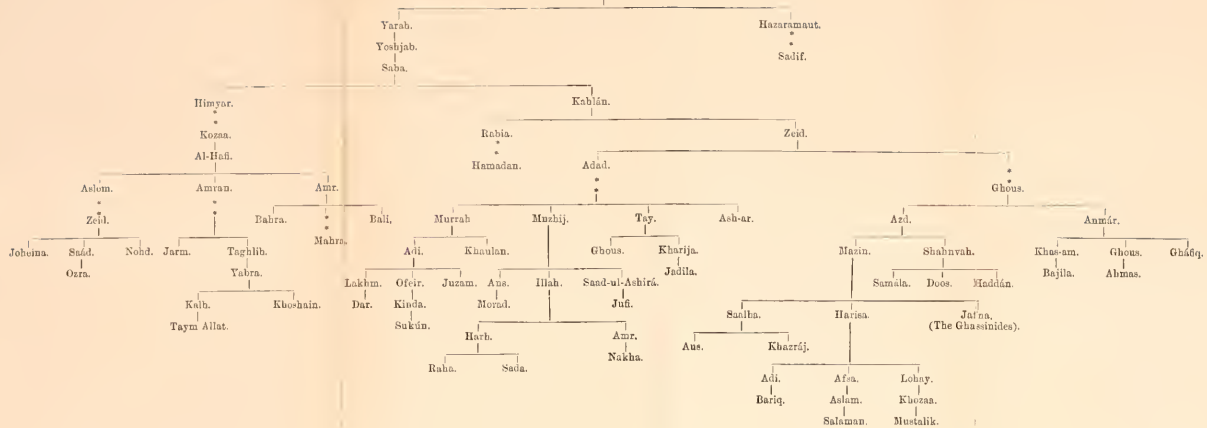 Yarab. Hazaramaut.
Yoshjab.
Sadif.
Saba.
Himyar. Kahlán.
Kozaa. Rabia. Zeid.
Al-Hafi. Hamadan. Adad.
Aslom. Amran. Amr. Ghous.
Zeid. Bahra. Bali, Murrah Muzhij. Tay. Ash-ar. Azd. Anmár.
Mahra.
Joheina. Saád. Nohd. Jarm. Taghlib. Adi. Khaulan. Ghous. Kharija. Mazin. Shahnvah. Khas-am. Ghous. Gháfiq.
Ozra. Yabra. Jadila. Bajila. Ahmas.
Lakhm. Ofeir. Juzam. Aus. Illah. Saad-ul-Ashirá. Samála. Doos. Haddán.
Kalb. Khoshain. Dar. Kinda. Morad. Jufi.
Taym Allat. Sukún. Saalba. Harisa. Jafna,
(The Ghassinides).
Harb. Amr. Aus. Khazráj.
Nakha.
Raha. Sada. Adi. Afsa. Lohay.
Bariq. Aslam. Khozaa.
Salaman. Mustalik.